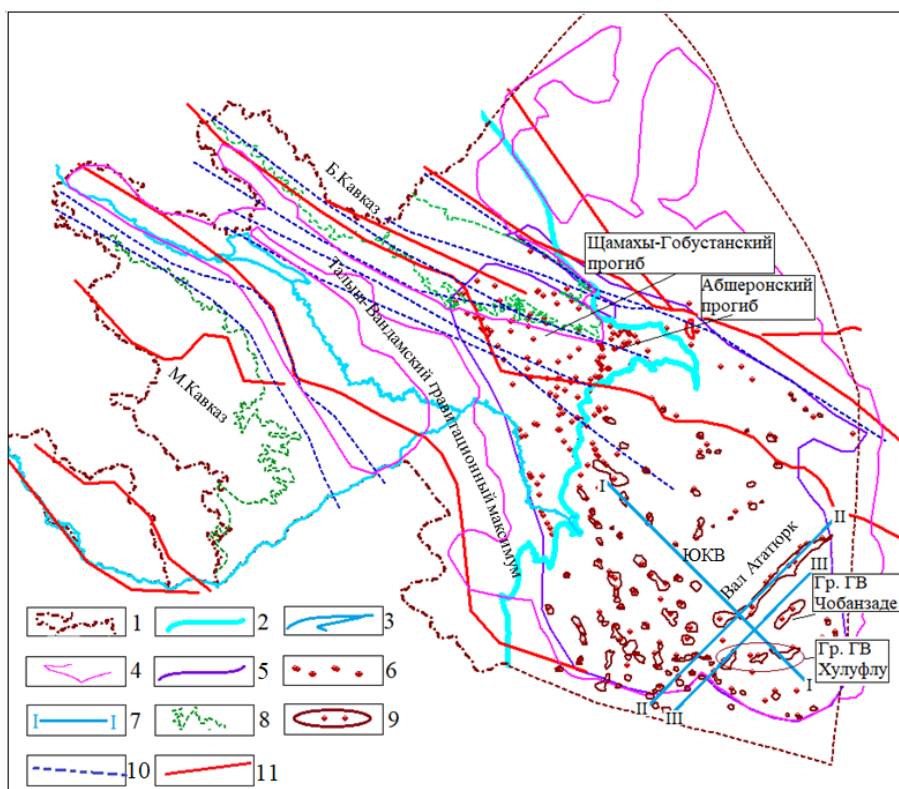 Б.Кавказ
Щамахы-Гобустанский
прогиб
Абшеронский
прогиб
Талыш-Вандамский гравитационный максимум
М.Кавказ
I
ЮКВ
II
Вал Ататюрк
III
Гр. ГВ
Чобанзаде
Гр. ГВ
Хулуфлу
I
II
III
1
2
3
4
5
6
I I 7
8
9
10
11